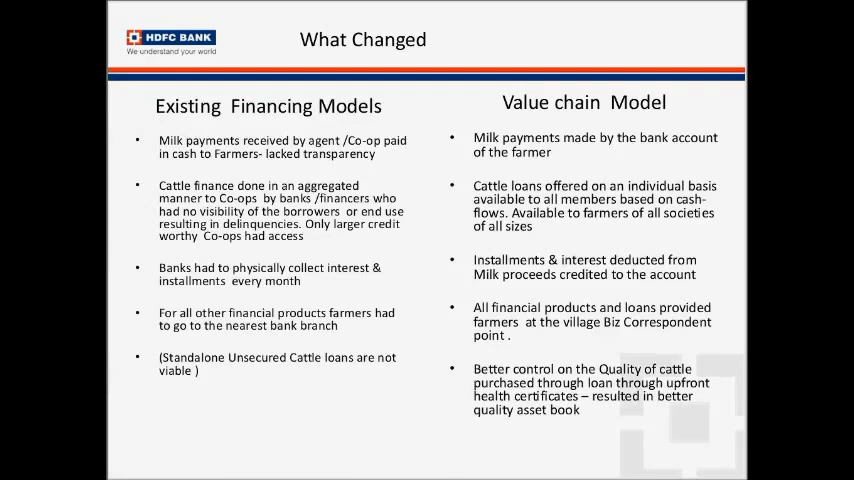 HDFC BANK
We understand your world
What Changed
Existing Financing Models
• Milk payments received by agent /Co-op paid
in cash to Farmers- lacked transparency
• Cattle finance done in an aggregated
manner to Co-ops by banks /financers who
had no visibility of the borrowers or end use
resulting in delinquencies. Only larger credit
worthy Co-ops had access
• Banks had to physically collect interest &
installments every month
• For all other financial products farmers had
to go to the nearest bank branch
• (Standalone Unsecured Cattle loans are not
viable )
Value chain Model
• Milk payments made by the bank account
of the farmer
• Cattle loans offered on an individual basis
available to all members based on cash-
flows. Available to farmers of all societies
of all sizes
• Installments & interest deducted from
Milk proceeds credited to the account
• All financial products and loans provided
farmers at the village Biz Correspondent
point .
• Better control on the Quality of cattle
purchased through loan through upfront
health certificates – resulted in better
quality asset book